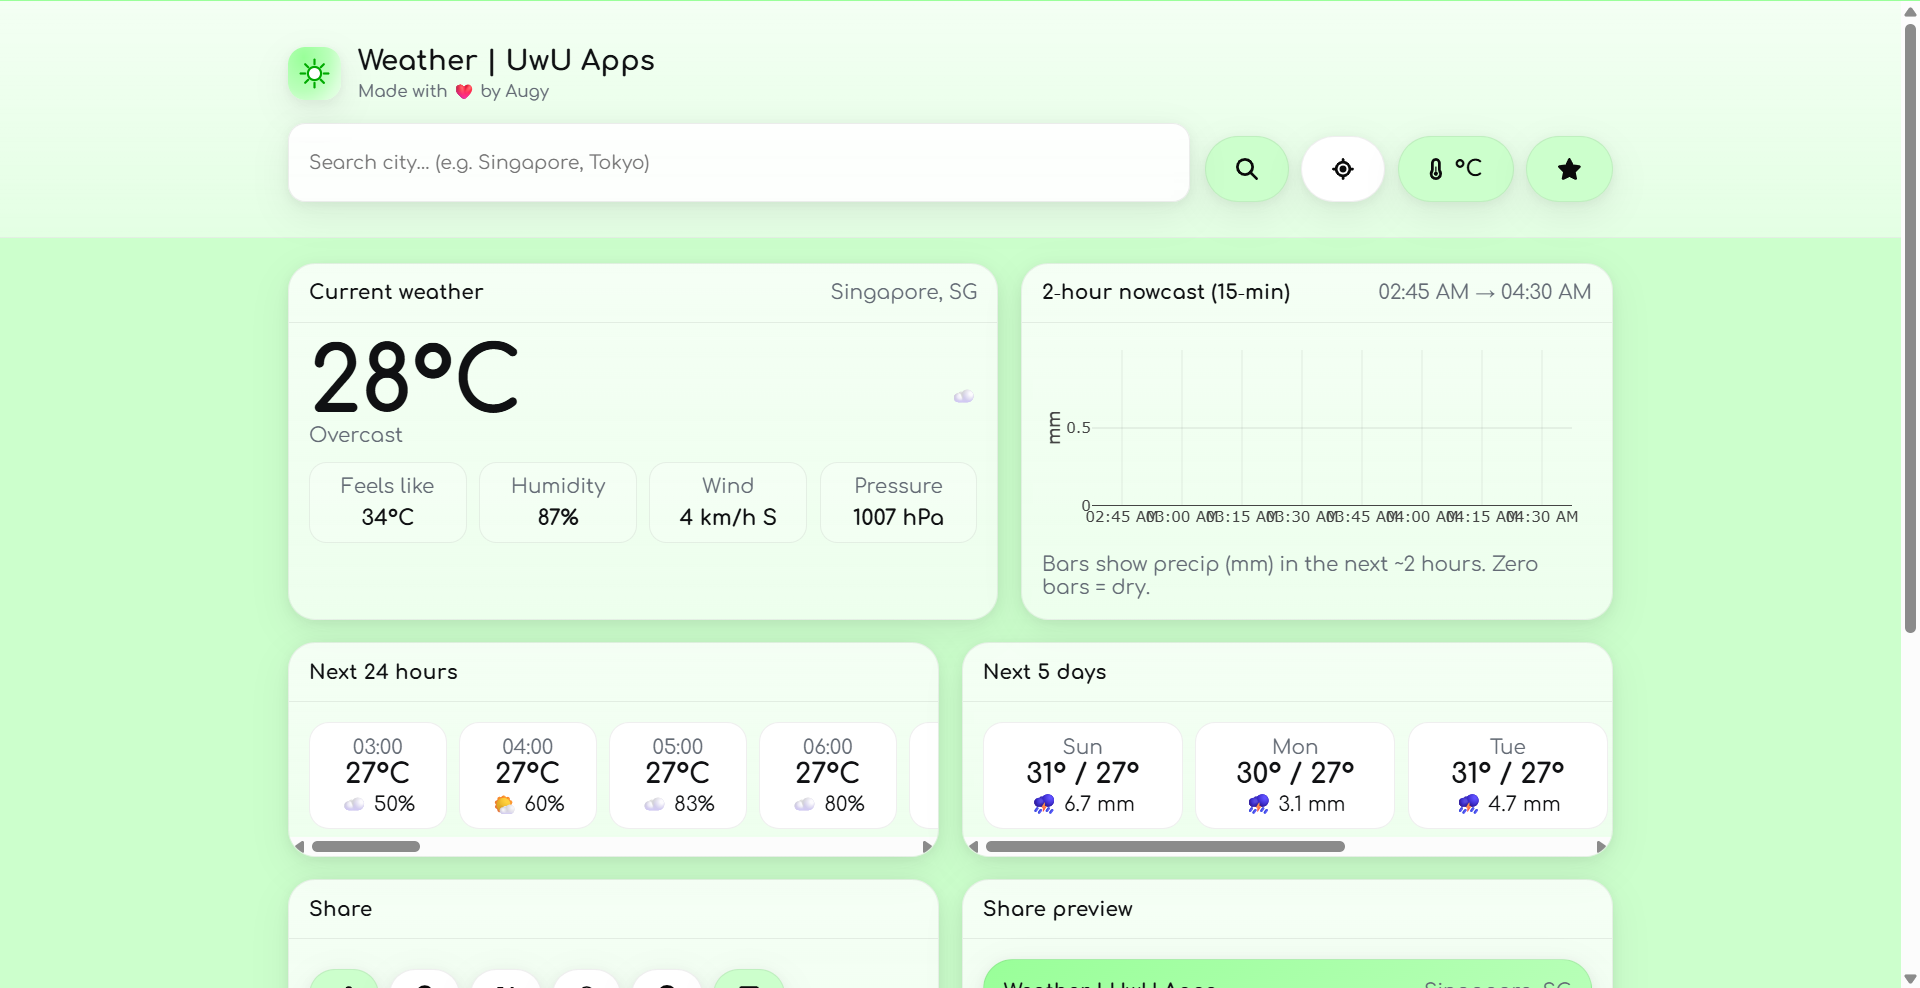 Weather | UwU Apps
Made with ❤️ by Augy
Search city... (e.g. Singapore, Tokyo)
°C
Current weather
Singapore, SG
28°C
Overcast
Feels like
34°C
Humidity
87%
Wind
4 km/h S
Pressure
1007 hPa
2-hour nowcast (15-min)
02:45 AM → 04:30 AM
mm
0.5
0
02:45 AM
03:00 AM
03:15 AM
03:30 AM
03:45 AM
04:00 AM
04:15 AM
04:30 AM
Bars show precip (mm) in the next ~2 hours. Zero
bars = dry.
Next 24 hours
03:00
27°C
50%
04:00
27°C
60%
05:00
27°C
83%
06:00
27°C
80%
Next 5 days
Sun
31° / 27°
6.7 mm
Mon
30° / 27°
3.1 mm
Tue
31° / 27°
4.7 mm
Share
Share preview
Weather | UwU Apps
Singapore, SG